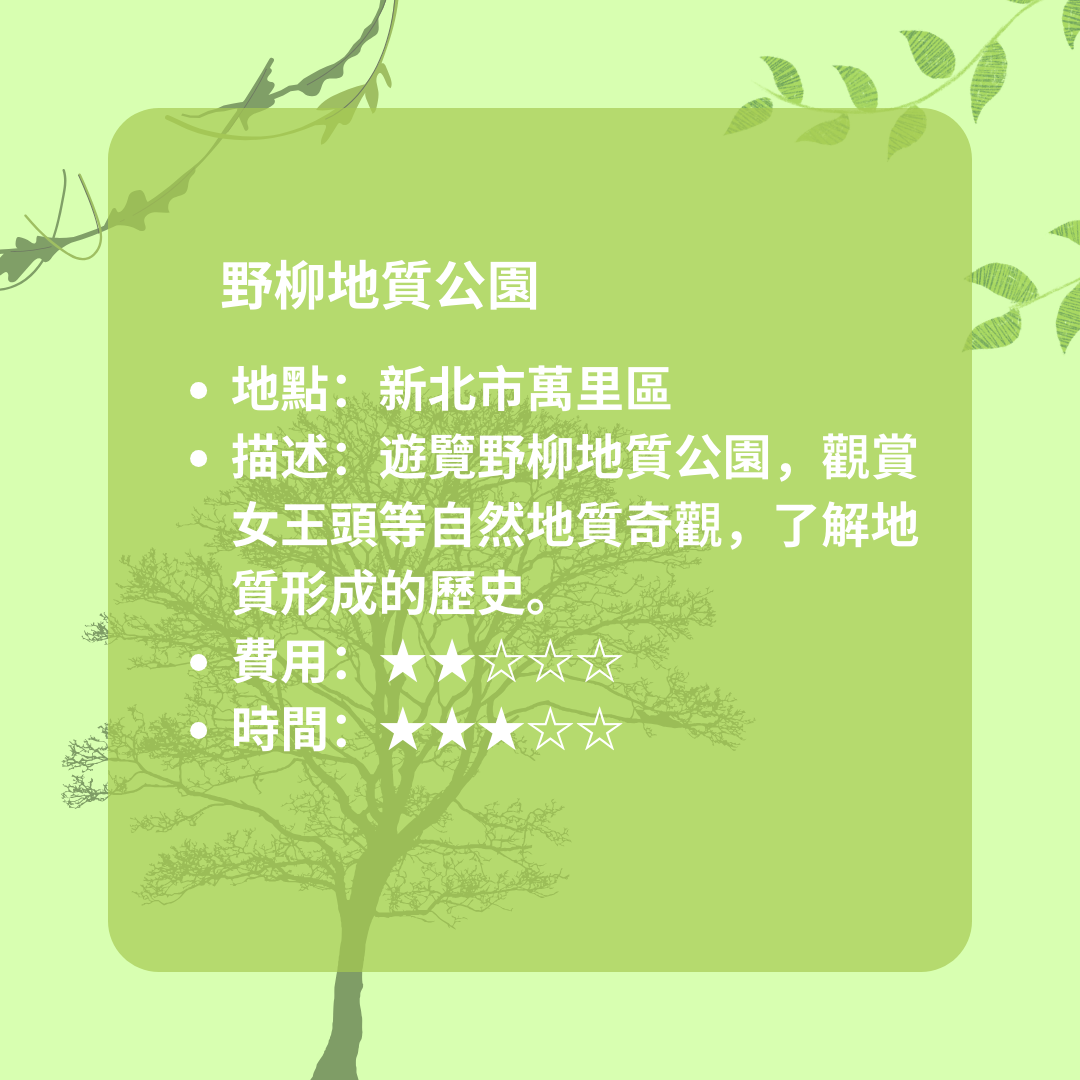 野柳地質公園
• 地點：新北市萬里區
• 描述：遊覽野柳地質公園，觀賞
女王頭等自然地質奇觀，了解地
質形成的歷史。
• 費用：★★☆☆☆
• 時間：★★★☆☆